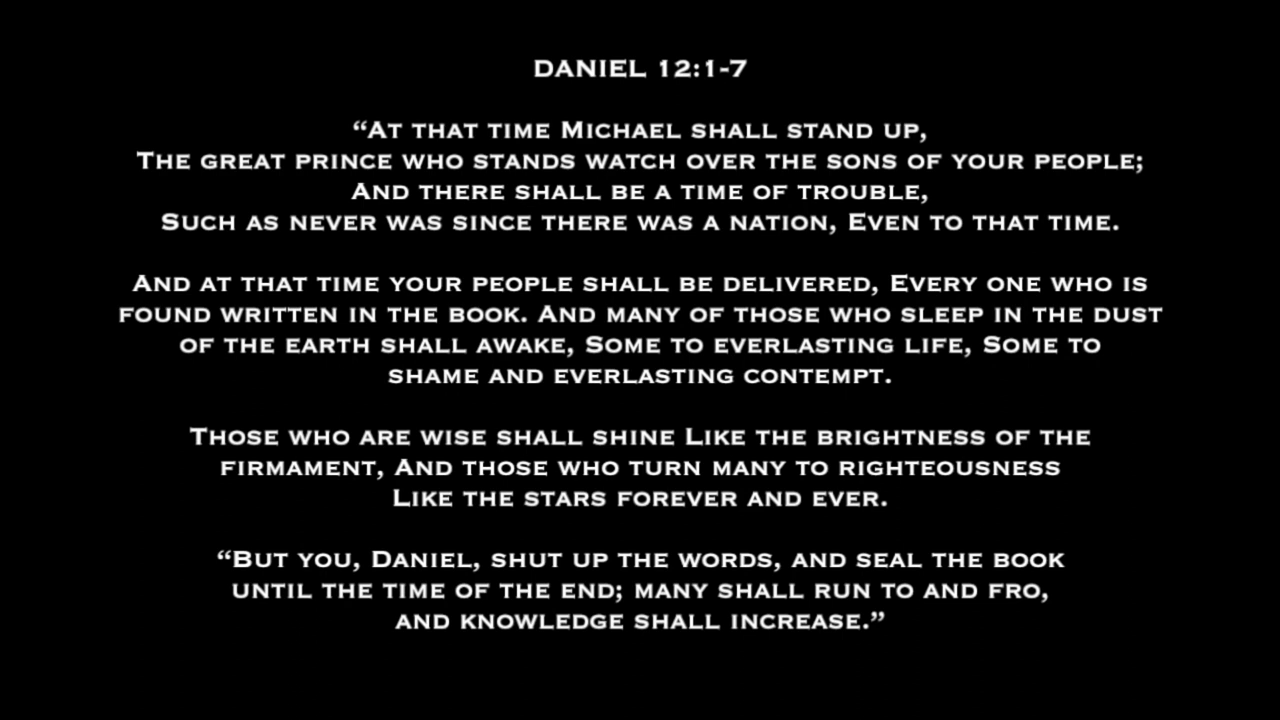 DANIEL 12:1-7
“At that time Michael shall stand up,
The great prince who stands watch over the sons of your people;
And there shall be a time of trouble,
Such as never was since there was a nation, Even to that time.
And at that time your people shall be delivered, Every one who is
found written in the book. And many of those who sleep in the dust
of the earth shall awake, Some to everlasting life, Some to
shame and everlasting contempt.
Those who are wise shall shine Like the brightness of the
firmament, And those who turn many to righteousness
Like the stars forever and ever.
“But you, Daniel, shut up the words, and seal the book
until the time of the end; many shall run to and fro,
and knowledge shall increase.”